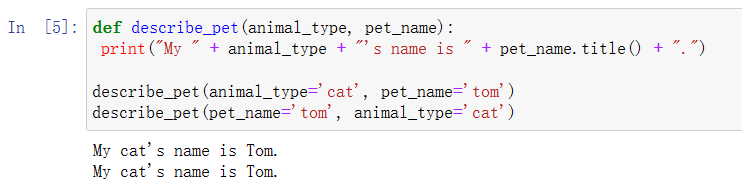 In [5]: def describe_pet(animal_type, pet_name):
 print("My " + animal_type + "'s name is " + pet_name.title() + ".")

describe_pet(animal_type='cat', pet_name='tom')
describe_pet(pet_name='tom', animal_type='cat')
My cat's name is Tom.
My cat's name is Tom.